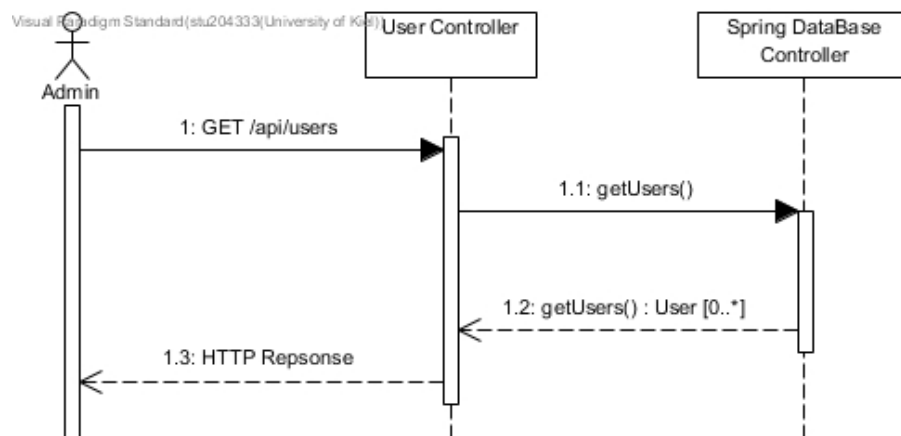 Visual Paradigm Standard(stu204333(University of Kiel))
User Controller
Spring DataBase
Controller
Admin
1: GET /api/users
1.1: getUsers()
1.2: getUsers() : User [0..*]
1.3: HTTP Repsonse